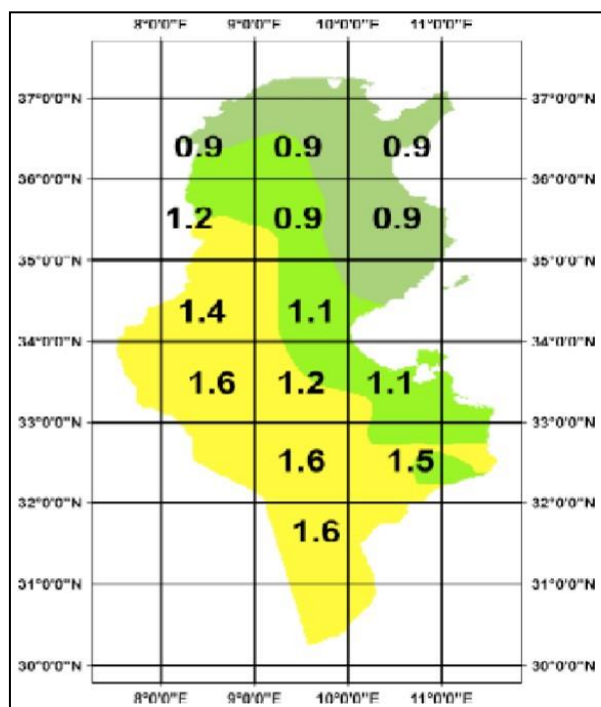 8°0'0"E 9°0'0"E 10°0'0"E 11°0'0"E
37°0'0"N 37°0'0"N
0.9 0.9 0.9
36°0'0"N 36°0'0"N
1.2 0.9 0.9
35°0'0"N 35°0'0"N
1.4 1.1
34°0'0"N 34°0'0"N
1.6 1.2 1.1
33°0'0"N 33°0'0"N
1.6 1.5
32°0'0"N 32°0'0"N
1.6
31°0'0"N 31°0'0"N
30°0'0"N 30°0'0"N
8°0'0"E 9°0'0"E 10°0'0"E 11°0'0"E